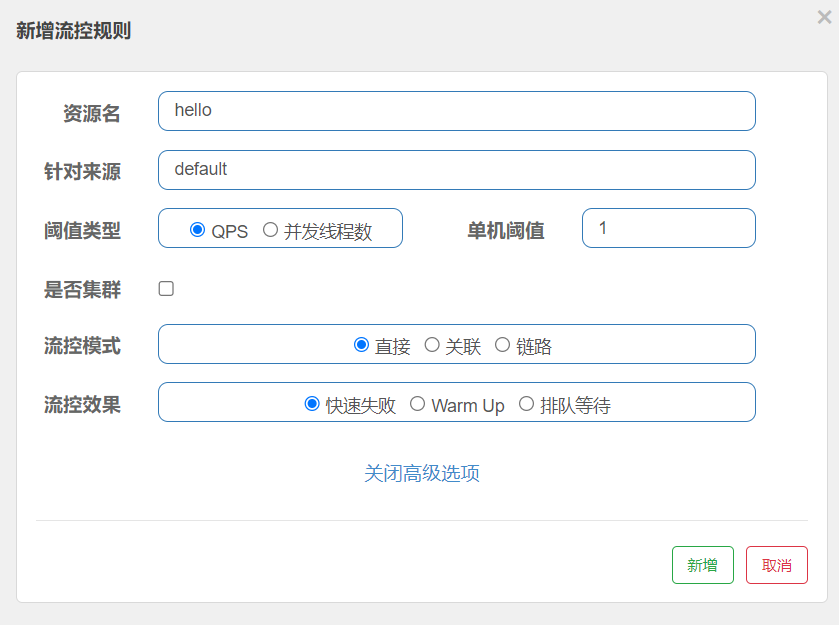 新增流控规则
×
资源名 hello
针对来源 default
阈值类型 QPS 并发线程数 单机阈值 1
是否集群
流控模式 直接 关联 链路
流控效果 快速失败 Warm Up 排队等待
关闭高级选项
新增 取消